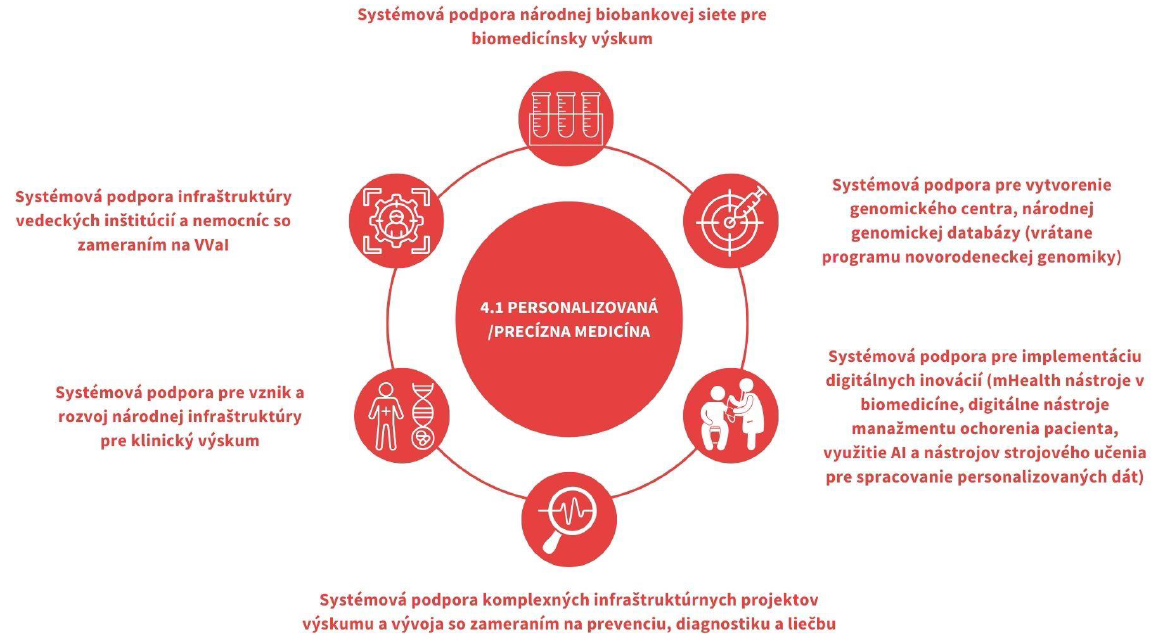 Systémová podpora národnej biobankovej siete pre
biomedicínsky výskum
Systémová podpora infraštruktúry
vedeckých inštitúcií a nemocníc so
zameraním na VVaI
Systémová podpora pre vytvorenie
genomického centra, národnej
genomickej databázy (vrátane
programu novorodeneckej genomiky)
4.1 PERSONALIZOVANÁ
/PRECÍZNA MEDICÍNA
Systémová podpora pre vznik a
rozvoj národnej infraštruktúry
pre klinický výskum
Systémová podpora pre implementáciu
digitálnych inovácií (mHealth nástroje v
biomedicíne, digitálne nástroje
manažmentu ochorenia pacienta,
využitie AI a nástrojov strojového učenia
pre spracovanie personalizovaných dát)
Systémová podpora komplexných infraštruktúrnych projektov
výskumu a vývoja so zameraním na prevenciu, diagnostiku a liečbu